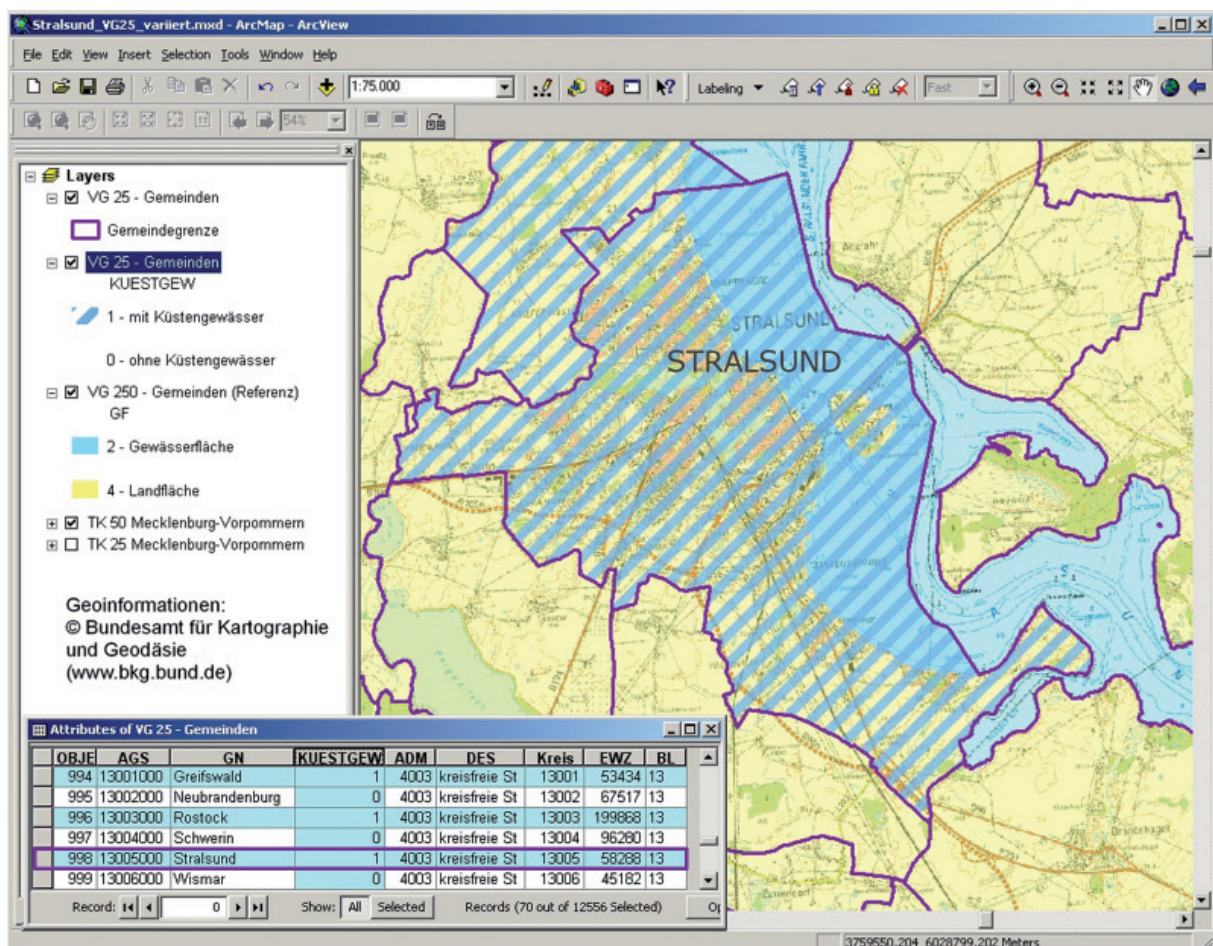 Stralsund_VG25_variiert.mxd - ArcMap - ArcView
File Edit View Insert Selection Tools Window Help
1:75.000
Labeling
Fast
54%
Layers
VG 25 - Gemeinden
Gemeindegrenze
VG 25 - Gemeinden
KUESTGEW
1 - mit Küstengewässer
0 - ohne Küstengewässer
VG 250 - Gemeinden (Referenz)
GF
2 - Gewässerfläche
4 - Landfläche
TK 50 Mecklenburg-Vorpommern
TK 25 Mecklenburg-Vorpommern
Geoinformationen:
© Bundesamt für Kartographie
und Geodäsie
(www.bkg.bund.de)
STRALSUND
STRALSUND
Attributes of VG 25 - Gemeinden
OBJE AGS GN KUESTGEW ADM DES Kreis EWZ BL
994 13001000 Greifswald 1 4003 kreisfreie St 13001 53434 13
995 13002000 Neubrandenburg 0 4003 kreisfreie St 13002 67517 13
996 13003000 Rostock 1 4003 kreisfreie St 13003 199868 13
997 13004000 Schwerin 0 4003 kreisfreie St 13004 96280 13
998 13005000 Stralsund 1 4003 kreisfreie St 13005 58288 13
999 13006000 Wismar 0 4003 kreisfreie St 13006 45182 13
Record: 0 Show: All Selected Records (70 out of 12556 Selected) Op
3759550,204 6028799,202 Meters